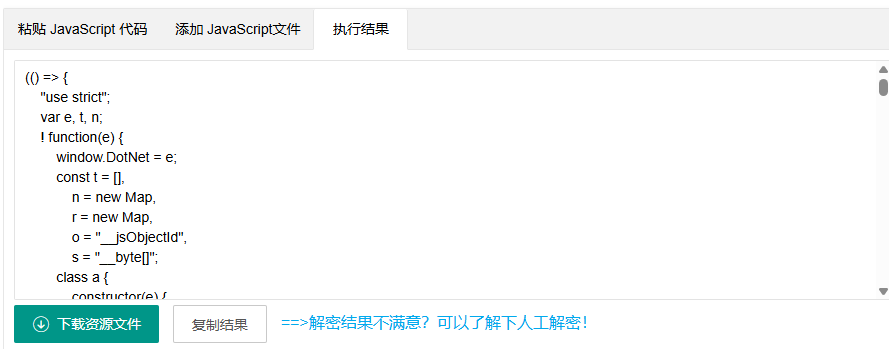 粘贴 JavaScript 代码 添加 JavaScript文件 执行结果
(() => {
"use strict";
var e, t, n;
! function(e) {
window.DotNet = e;
const t = [],
n = new Map,
r = new Map,
o = "__jsObjectId",
s = "__byte[]";
class a {
constructor(e) {
下载资源文件 复制结果 ==>解密结果不满意？可以了解下人工解密！